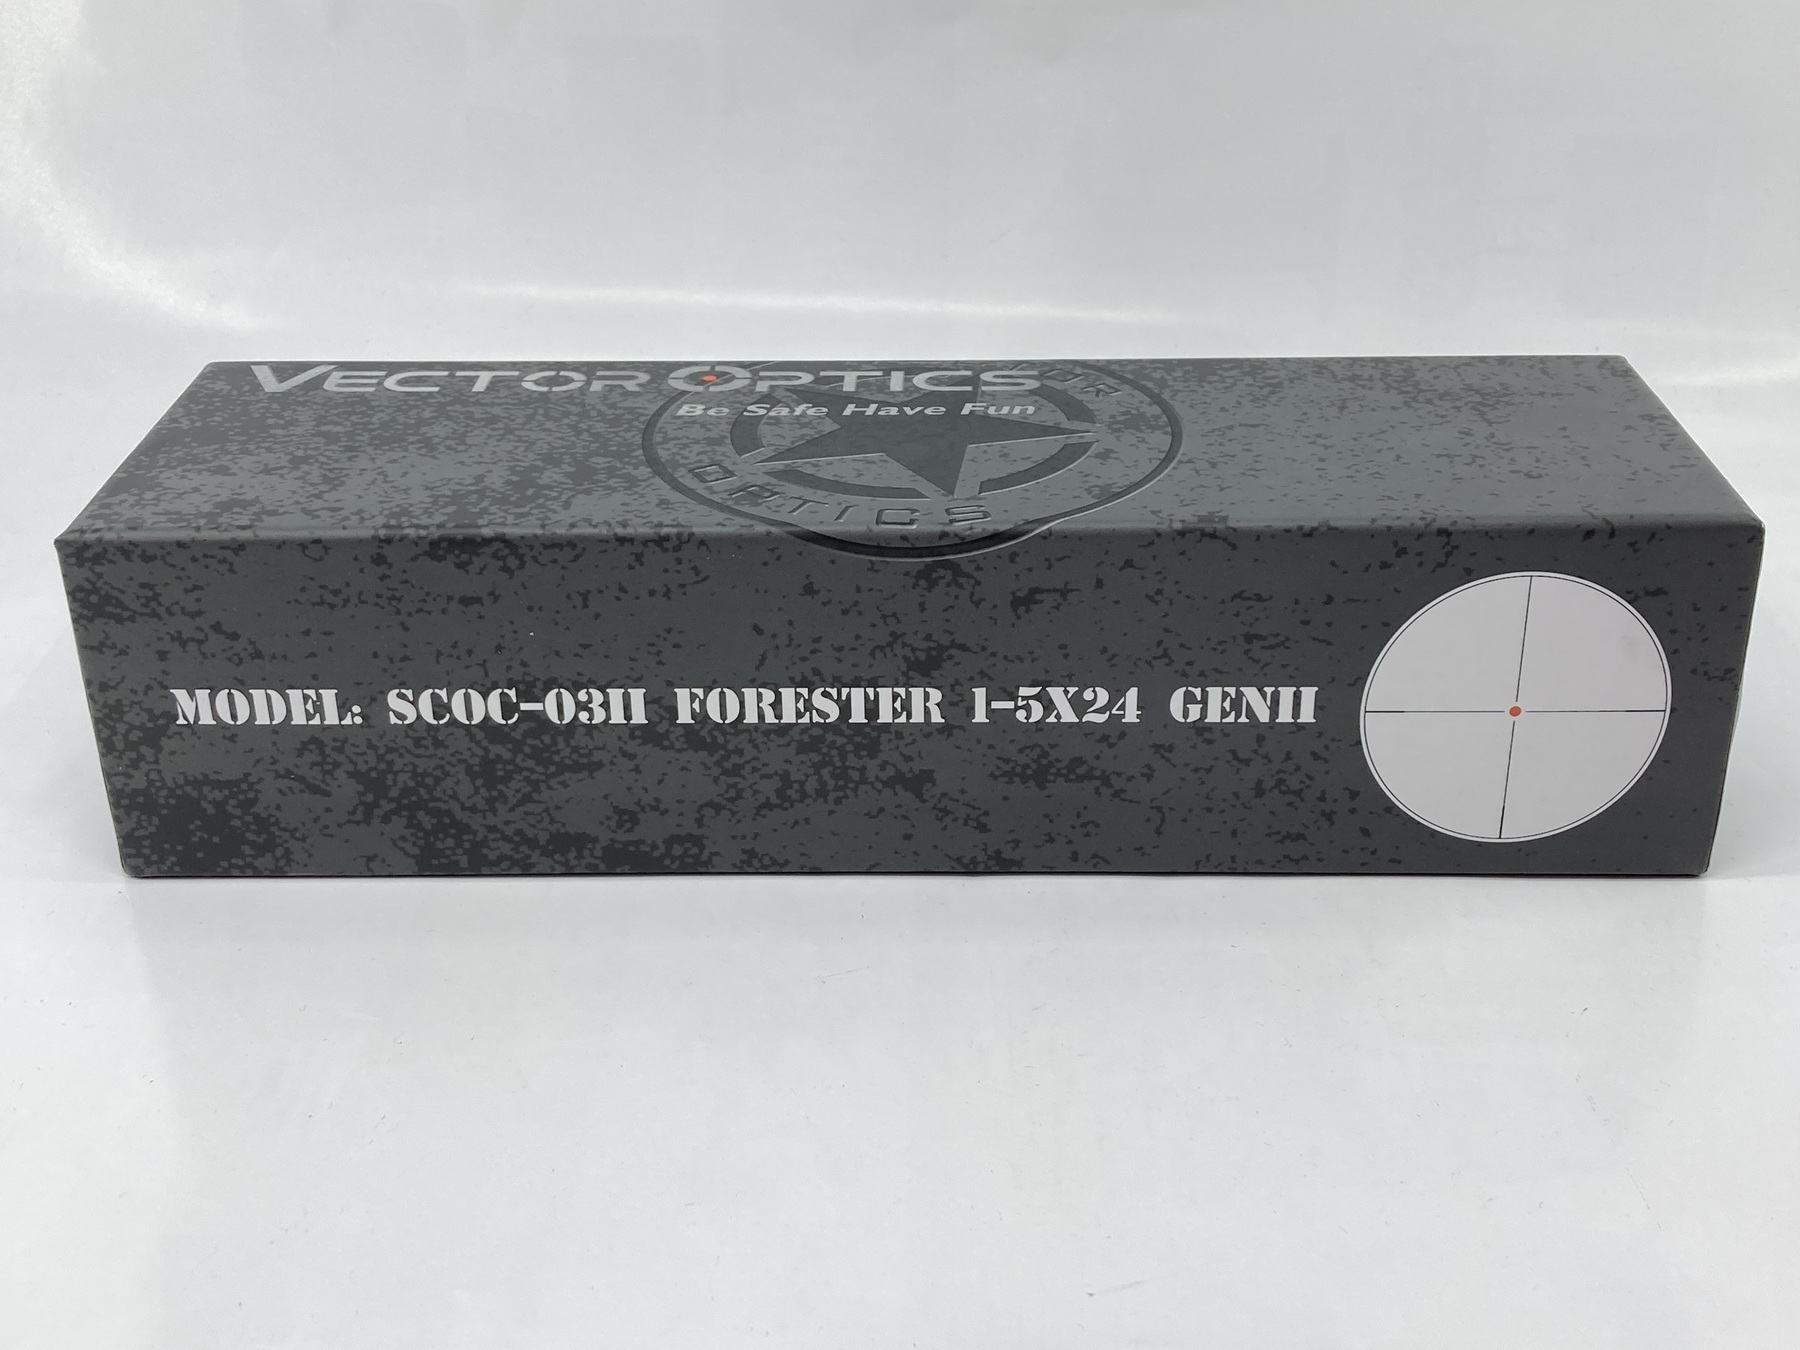 VECTOR OPTICS
Be Safe Have Fun
OPTICS
MODEL: SCOC-03II FORESTER 1-5X24 GENII